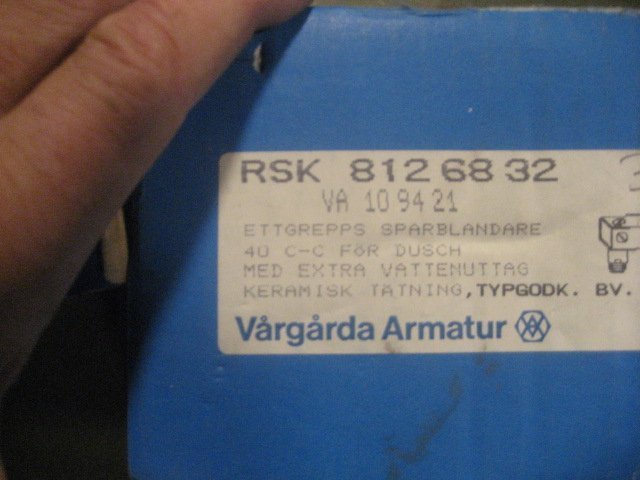 RSK 812 68 32
VA 10 94 21
ETTGREPPS SPARBLANDARE
40 C-C FÖR DUSCH
MED EXTRA VATTENUTTAG
KERAMISK TÄTNING, TYPGODK. BV.
Vårgårda Armatur